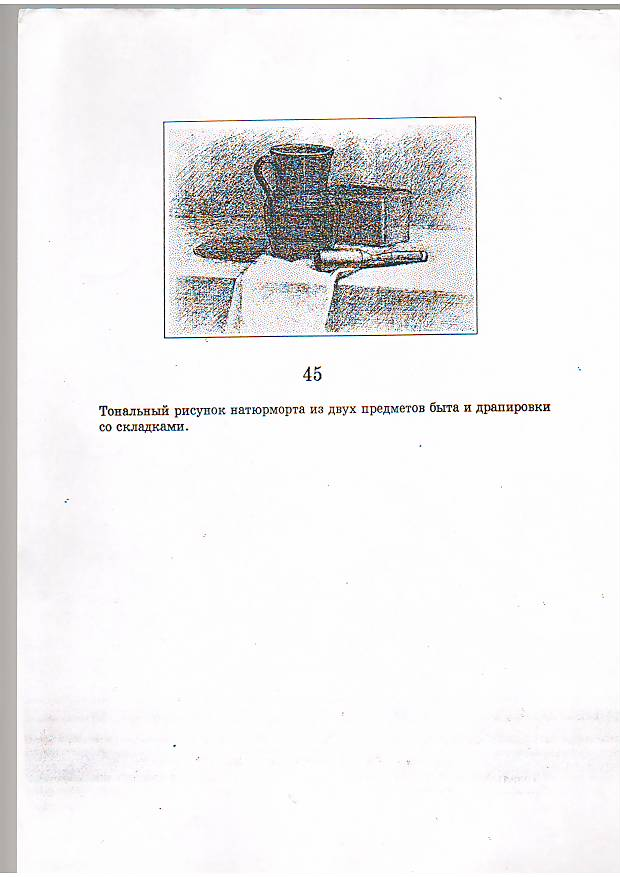 45
Тональный рисунок натюрморта из двух предметов быта и драпировки
со складками.